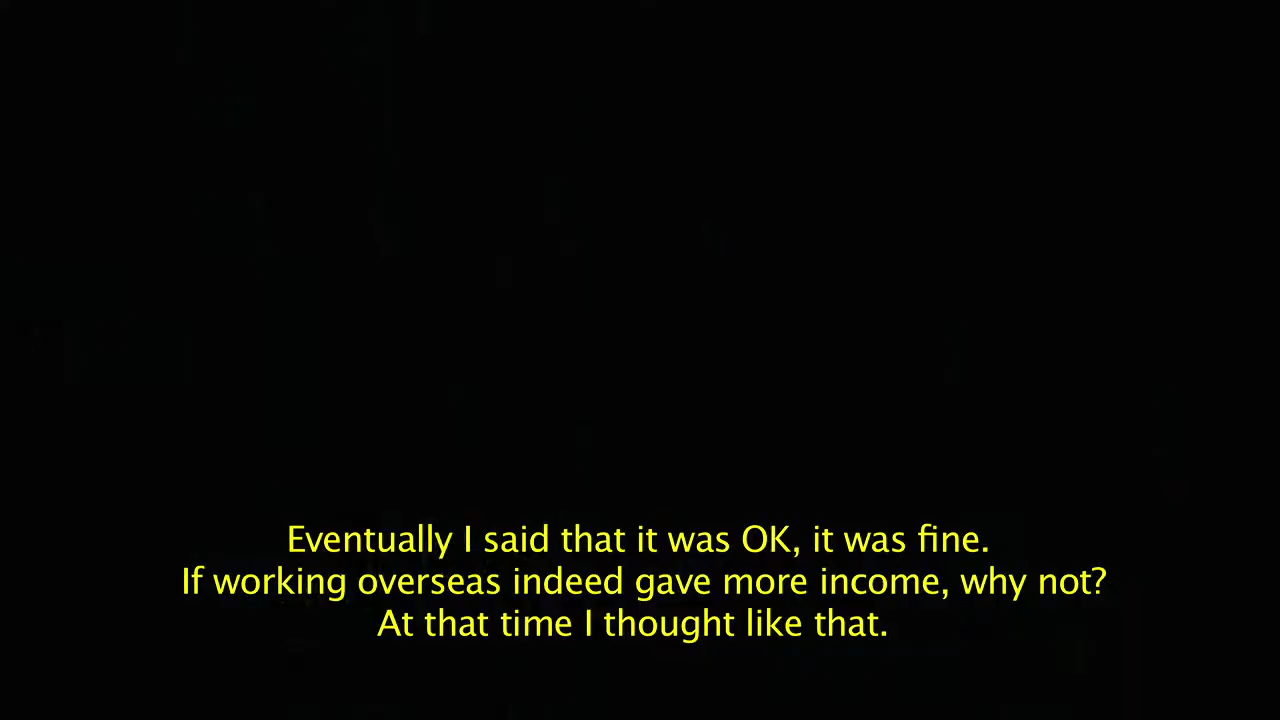 Eventually I said that it was OK, it was fine.
If working overseas indeed gave more income, why not?
At that time I thought like that.